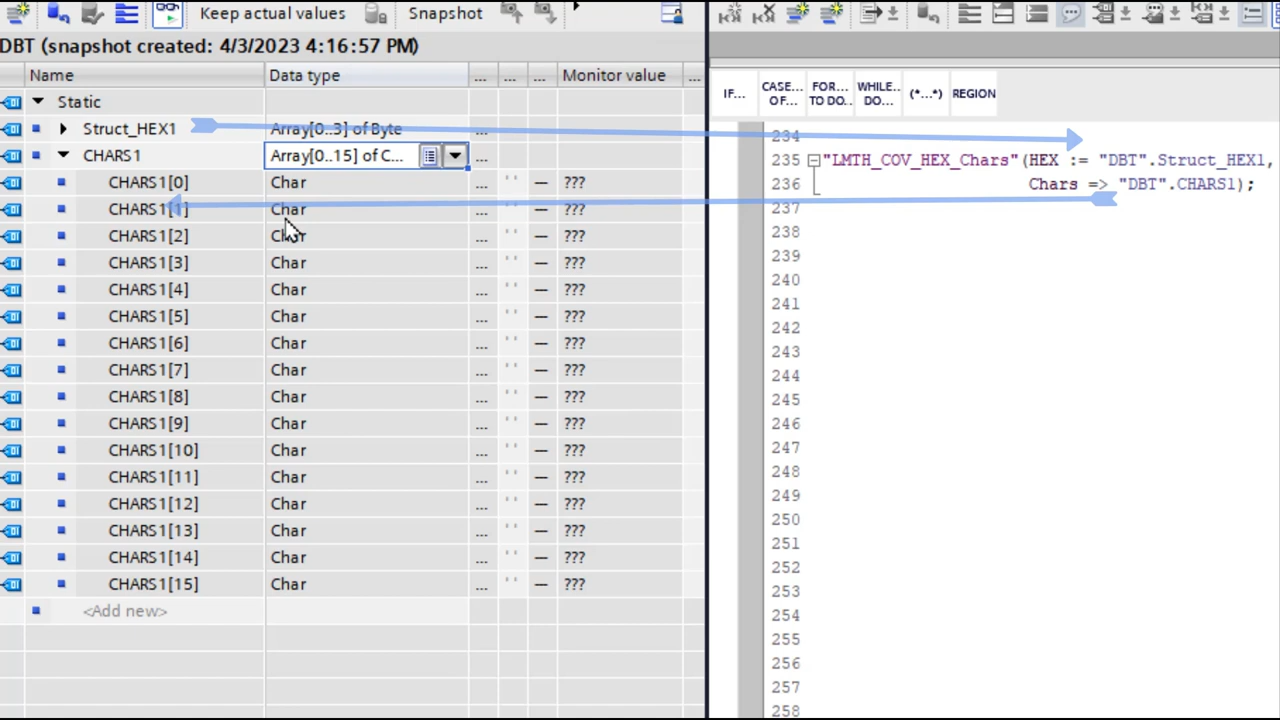 Keep actual values Snapshot
DBT (snapshot created: 4/3/2023 4:16:57 PM)
Name Data type ... ... ... Monitor value ...
Static
Struct_HEX1 Array[0..3] of Byte ...
CHARS1 Array[0..15] of C... ...
CHARS1[0] Char ... ' ' ???
CHARS1[1] Char ... ' ' ???
CHARS1[2] Char ... ' ' ???
CHARS1[3] Char ... ' ' ???
CHARS1[4] Char ... ' ' ???
CHARS1[5] Char ... ' ' ???
CHARS1[6] Char ... ' ' ???
CHARS1[7] Char ... ' ' ???
CHARS1[8] Char ... ' ' ???
CHARS1[9] Char ... ' ' ???
CHARS1[10] Char ... ' ' ???
CHARS1[11] Char ... ' ' ???
CHARS1[12] Char ... ' ' ???
CHARS1[13] Char ... ' ' ???
CHARS1[14] Char ... ' ' ???
CHARS1[15] Char ... ' ' ???
<Add new>
IF... CASE... OF... FOR... TO DO.. WHILE.. DO... (*...*) REGION
234
235 "LMTH_COV_HEX_Chars"(HEX := "DBT".Struct_HEX1,
236 Chars => "DBT".CHARS1);
237
238
239
240
241
242
243
244
245
246
247
248
249
250
251
252
253
254
255
256
257
258